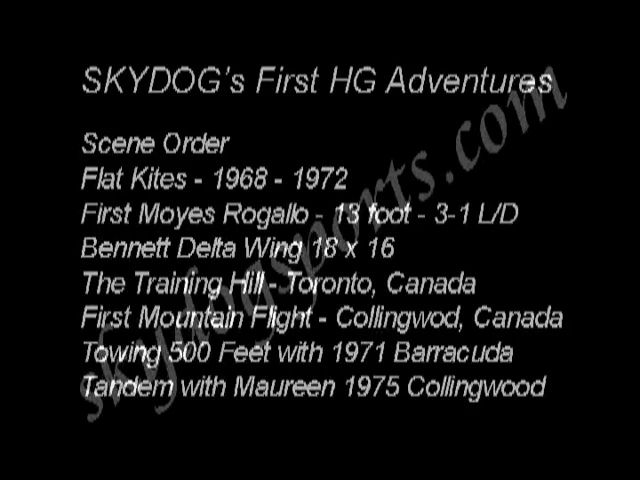 SKYDOG's First HG Adventures
Scene Order
Flat Kites - 1968 - 1972
First Moyes Rogallo - 13 foot - 3-1 L/D
Bennett Delta Wing 18 x 16
The Training Hill - Toronto, Canada
First Mountain Flight - Collingwod, Canada
Towing 500 Feet with 1971 Barracuda
Tandem with Maureen 1975 Collingwood
skydogsports.com